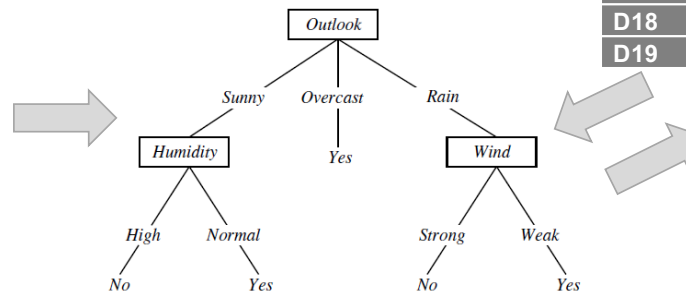 Outlook
D18
D19
Sunny Overcast Rain
Humidity Yes Wind
High Normal Strong Weak
No Yes No Yes